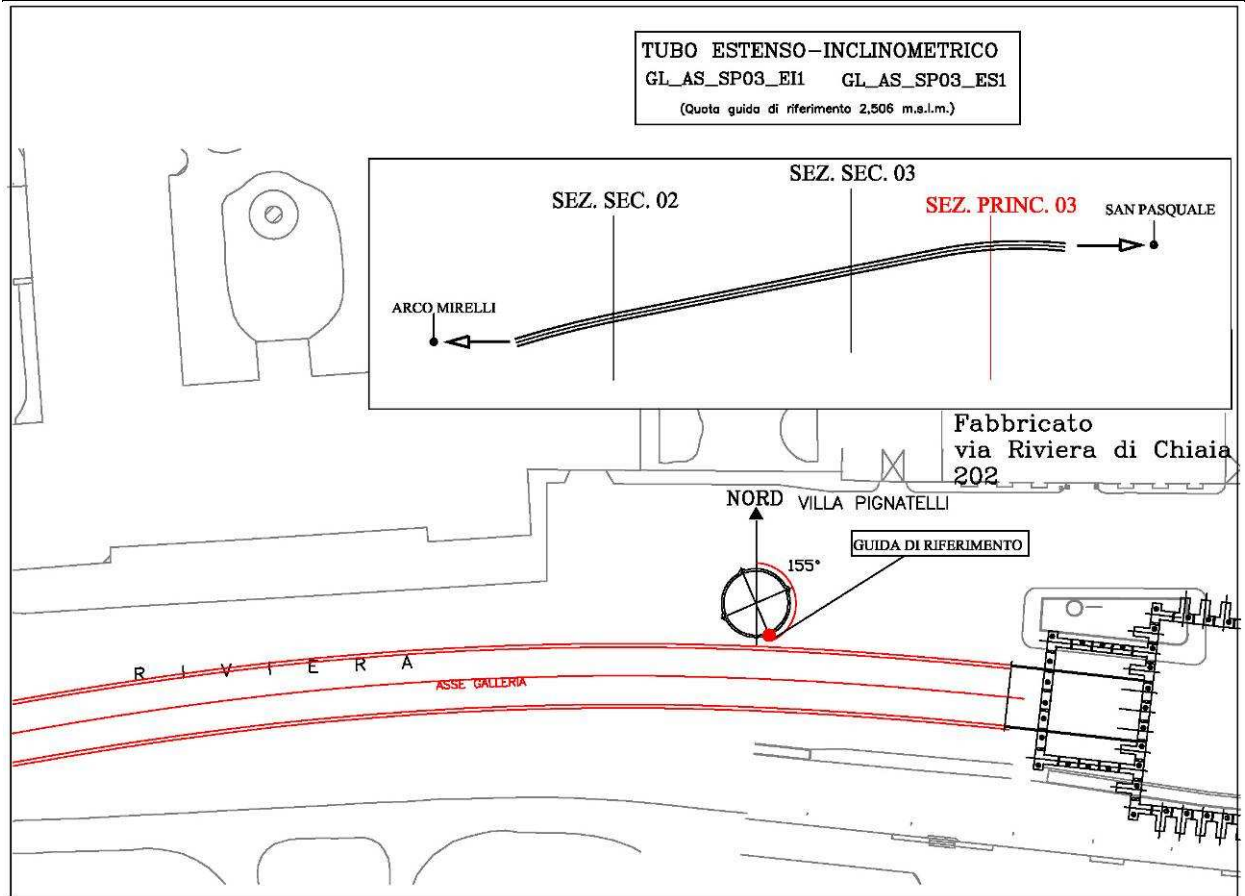 TUBO ESTENSO-INCLINOMETRICO
GL_AS_SP03_EI1 GL_AS_SP03_ES1
(Quota guida di riferimento 2,506 m.s.l.m.)
SEZ. SEC. 02
SEZ. SEC. 03
SEZ. PRINC. 03
SAN PASQUALE
ARCO MIRELLI
Fabbricato
via Riviera di Chiaia
202
NORD
VILLA PIGNATELLI
GUIDA DI RIFERIMENTO
155°
RIVIERA
ASSE GALLERIA